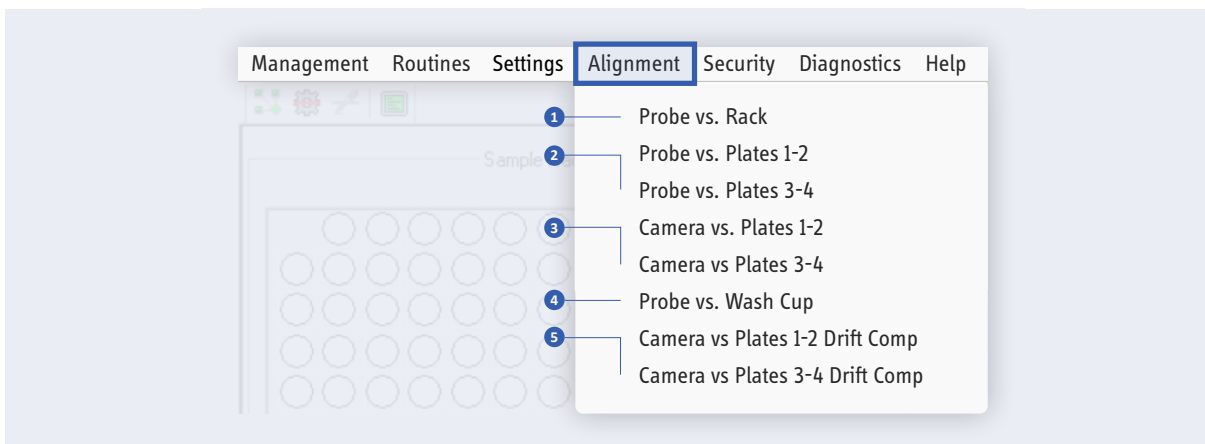 Management Routines Settings Alignment Security Diagnostics Help
1 Probe vs. Rack
Sample
2 Probe vs. Plates 1-2
Probe vs. Plates 3-4
3 Camera vs. Plates 1-2
Camera vs Plates 3-4
4 Probe vs. Wash Cup
5 Camera vs Plates 1-2 Drift Comp
Camera vs Plates 3-4 Drift Comp